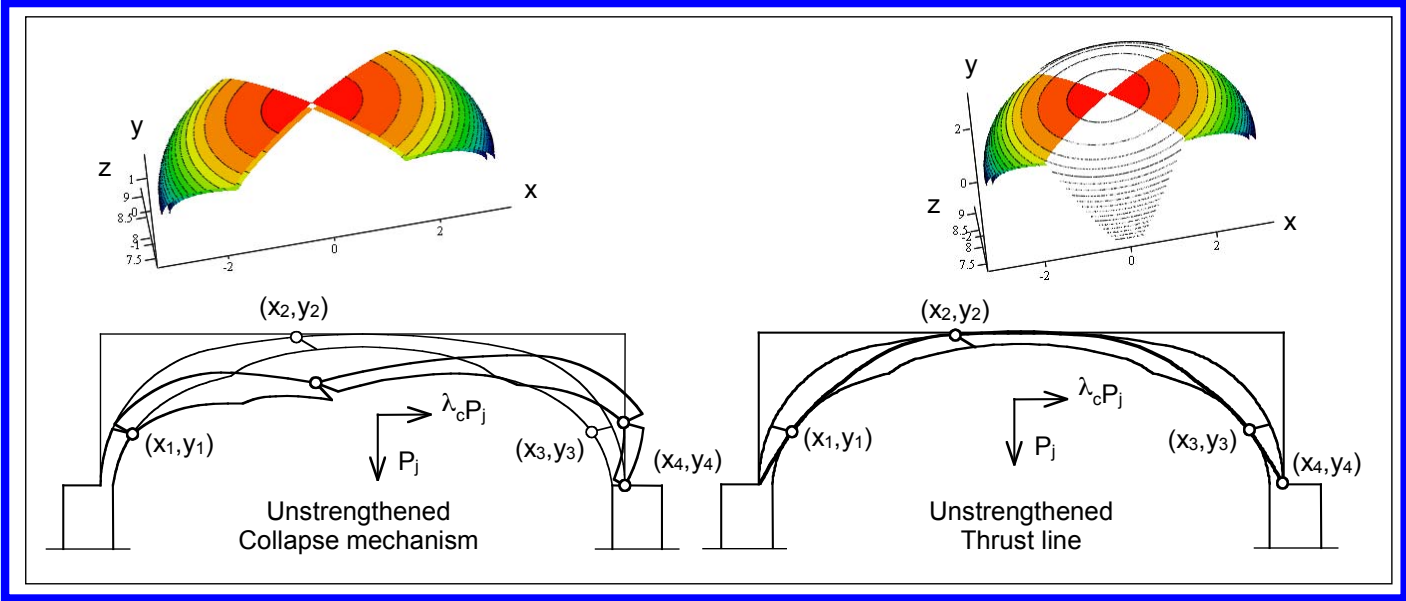 y
z
x
1
9
0
8.5
8
-1
7.5
-2
0
2
y
z
x
2
0
9
8.5
-2
8
7.5
-2
0
2
(x2,y2)
λcPj
(x1,y1)
(x3,y3)
Pj
(x4,y4)
Unstrengthened
Collapse mechanism
(x2,y2)
λcPj
(x1,y1)
(x3,y3)
Pj
(x4,y4)
Unstrengthened
Thrust line